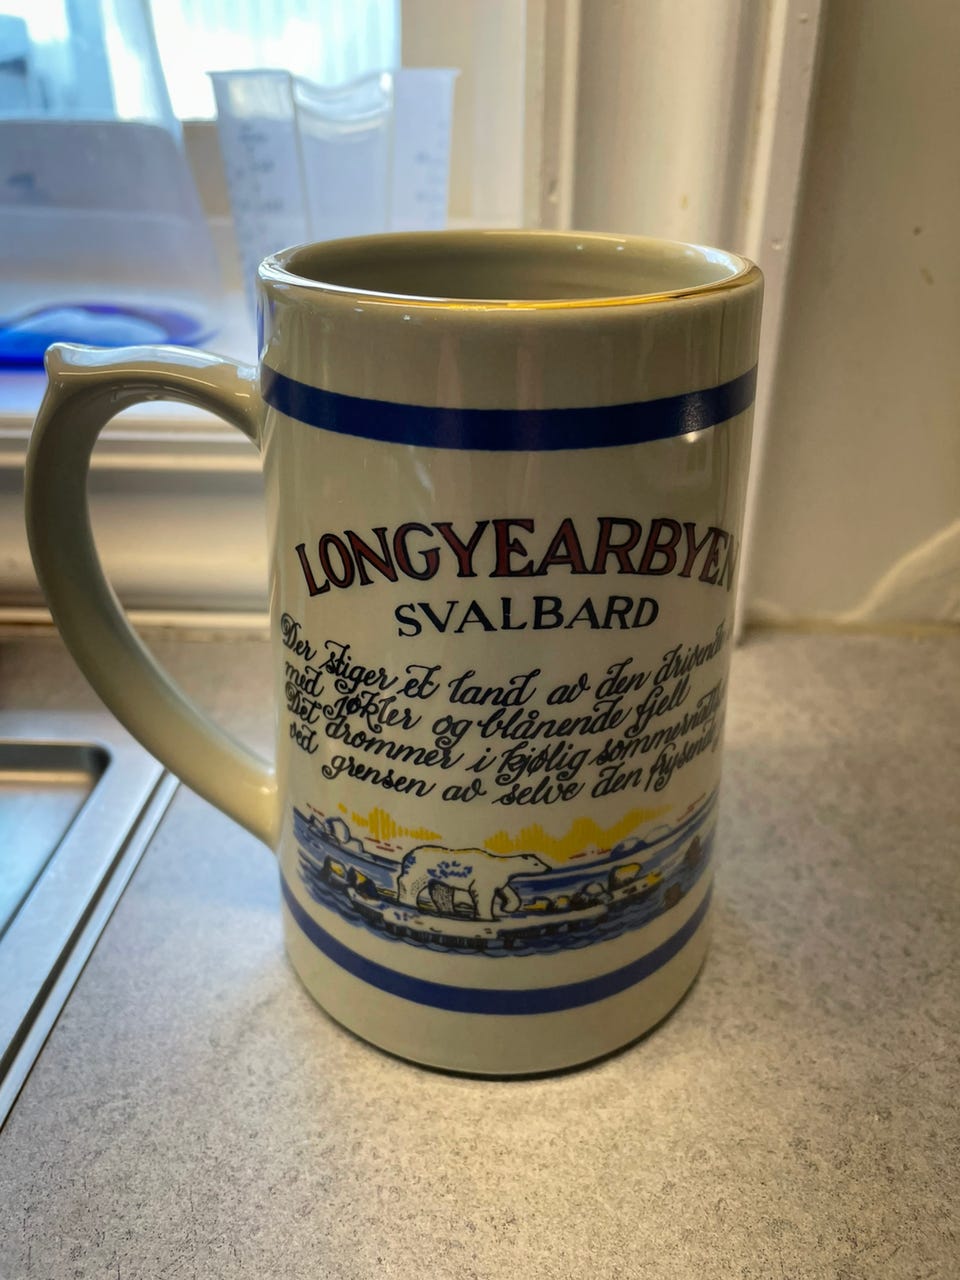 LONGYEARBYEN
SVALBARD
Der stiger et land av den drivende
med jøkler og blånende fjell
Det drømmer i kjølig
ved grensen av selve den